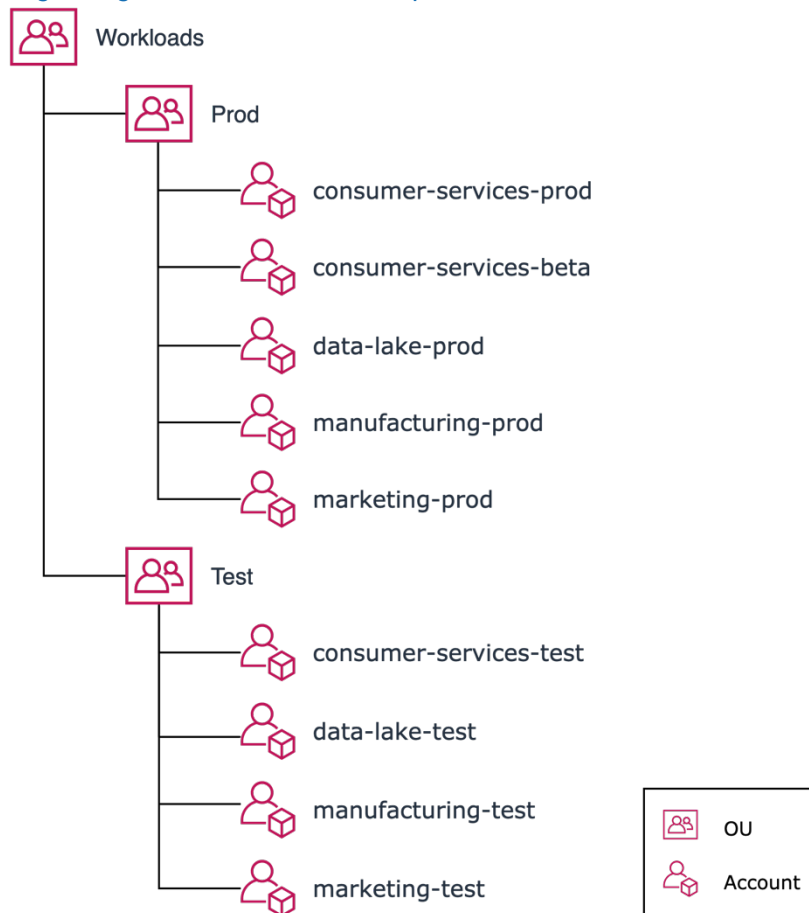 Workloads
Prod
consumer-services-prod
consumer-services-beta
data-lake-prod
manufacturing-prod
marketing-prod
Test
consumer-services-test
data-lake-test
manufacturing-test
marketing-test
OU
Account